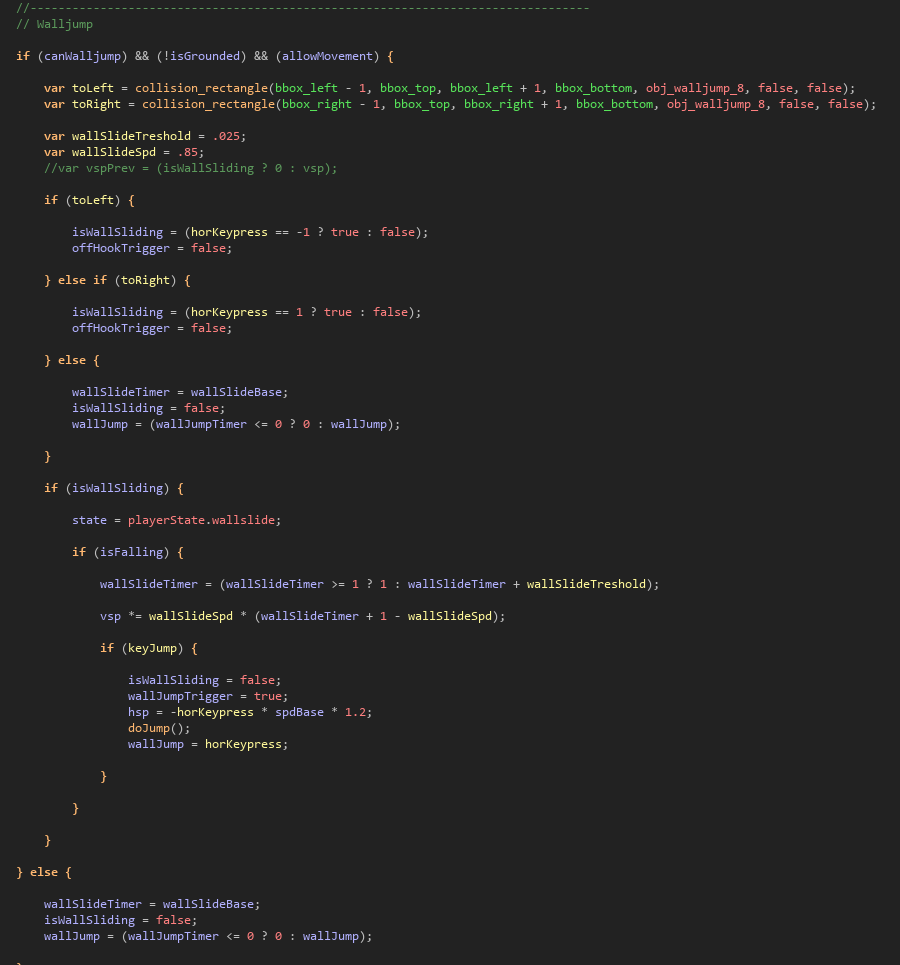 //--------------------------------------------------------------------------------
// Walljump
if (canWalljump) && (!isGrounded) && (allowMovement) {
var toLeft = collision_rectangle(bbox_left - 1, bbox_top, bbox_left + 1, bbox_bottom, obj_walljump_8, false, false);
var toRight = collision_rectangle(bbox_right - 1, bbox_top, bbox_right + 1, bbox_bottom, obj_walljump_8, false, false);
var wallSlideTreshold = .025;
var wallSlideSpd = .85;
//var vspPrev = (isWallSliding ? 0 : vsp);
if (toLeft) {
isWallSliding = (horKeypress == -1 ? true : false);
offHookTrigger = false;
} else if (toRight) {
isWallSliding = (horKeypress == 1 ? true : false);
offHookTrigger = false;
} else {
wallSlideTimer = wallSlideBase;
isWallSliding = false;
wallJump = (wallJumpTimer <= 0 ? 0 : wallJump);
}
if (isWallSliding) {
state = playerState.wallslide;
if (isFalling) {
wallSlideTimer = (wallSlideTimer >= 1 ? 1 : wallSlideTimer + wallSlideTreshold);
vsp *= wallSlideSpd * (wallSlideTimer + 1 - wallSlideSpd);
if (keyJump) {
isWallSliding = false;
wallJumpTrigger = true;
hsp = -horKeypress * spdBase * 1.2;
doJump();
wallJump = horKeypress;
}
}
}
} else {
wallSlideTimer = wallSlideBase;
isWallSliding = false;
wallJump = (wallJumpTimer <= 0 ? 0 : wallJump);